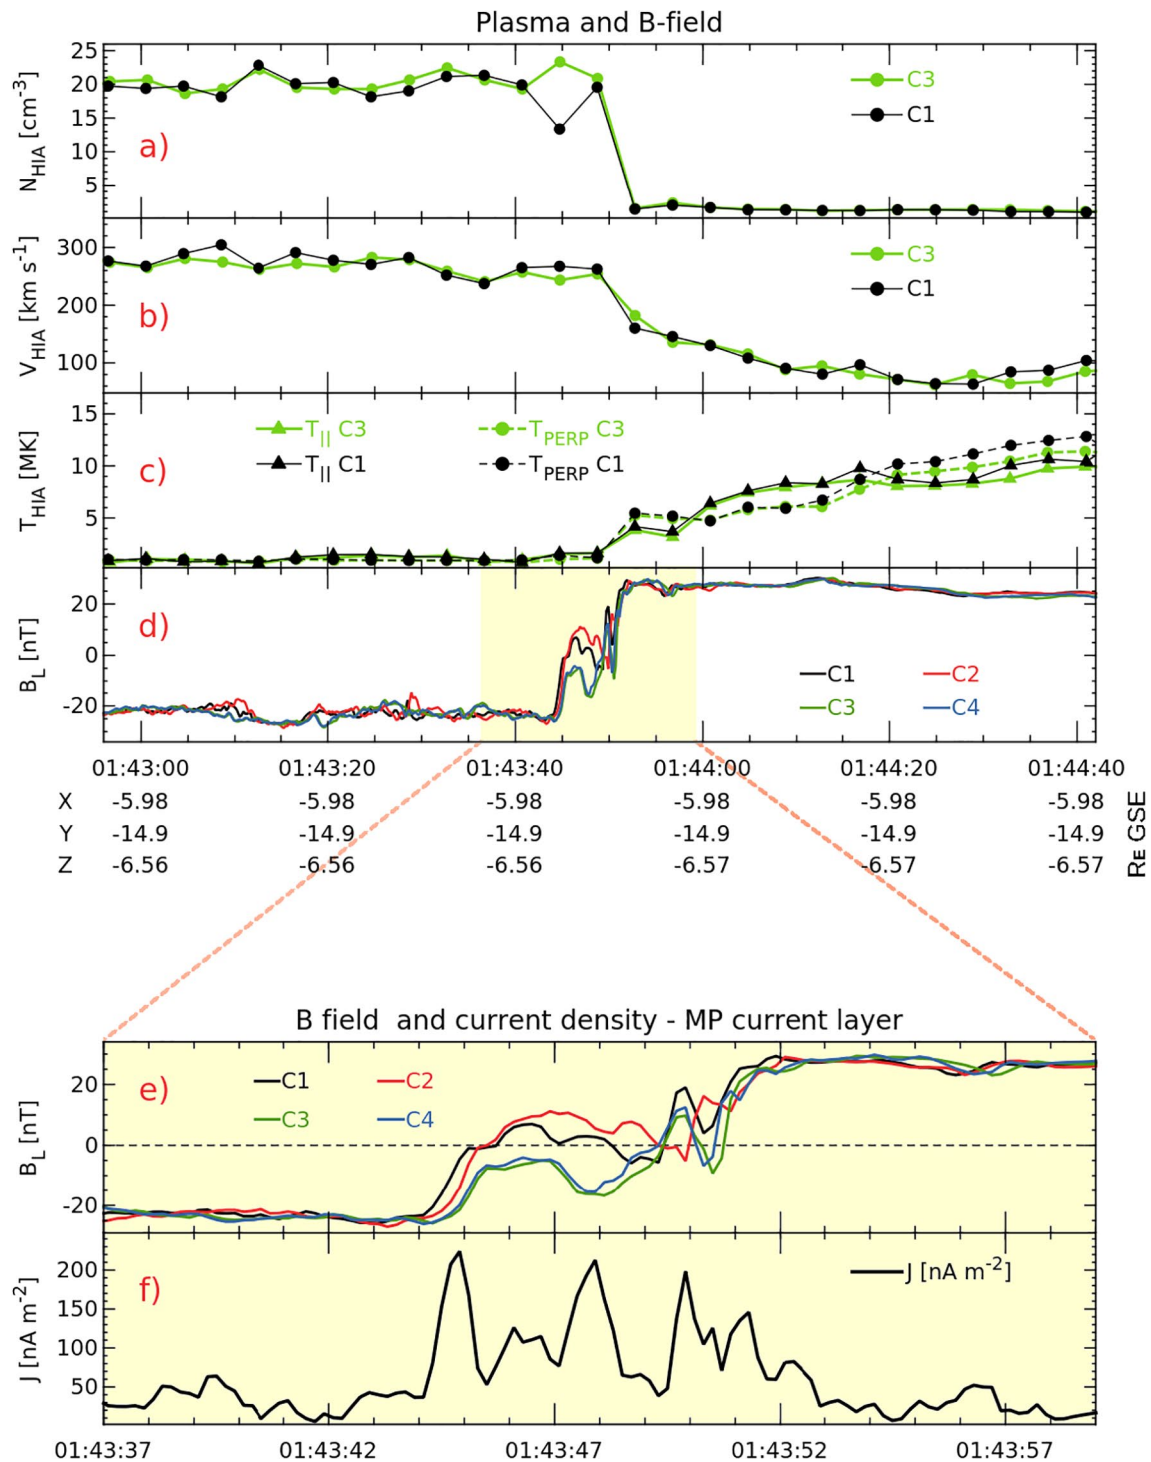 Plasma and B-field
25
20
15
10
5
N_HIA [cm^-3]
a)
C3
C1
300
200
100
V_HIA [km s^-1]
b)
C3
C1
15
10
5
T_HIA [MK]
c)
T_|| C3
T_PERP C3
T_|| C1
T_PERP C1
20
0
-20
B_L [nT]
d)
C1
C2
C3
C4
01:43:00 01:43:20 01:43:40 01:44:00 01:44:20 01:44:40
X -5.98 -5.98 -5.98 -5.98 -5.98 -5.98
Y -14.9 -14.9 -14.9 -14.9 -14.9 -14.9
Z -6.56 -6.56 -6.56 -6.57 -6.57 -6.57
RE GSE
B field and current density - MP current layer
20
0
-20
B_L [nT]
e)
C1
C2
C3
C4
200
150
100
50
J [nA m^-2]
f)
J [nA m^-2]
01:43:37 01:43:42 01:43:47 01:43:52 01:43:57